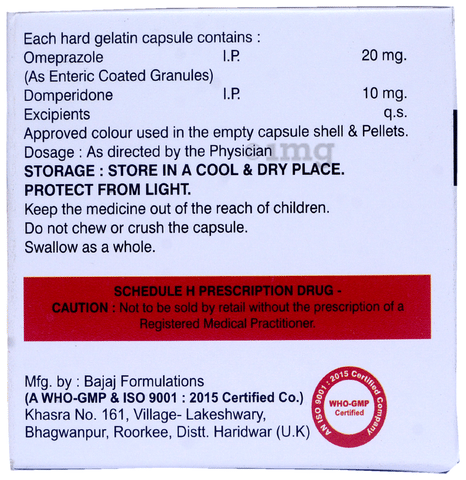 Each hard gelatin capsule contains :
Omeprazole I.P. 20 mg.
(As Enteric Coated Granules)
Domperidone I.P. 10 mg.
Excipients q.s.
Approved colour used in the empty capsule shell & Pellets.
Dosage : As directed by the Physician
1mg
STORAGE : STORE IN A COOL & DRY PLACE.
PROTECT FROM LIGHT.
Keep the medicine out of the reach of children.
Do not chew or crush the capsule.
Swallow as a whole.
SCHEDULE H PRESCRIPTION DRUG -
CAUTION : Not to be sold by retail without the prescription of a
Registered Medical Practitioner.
Mfg. by : Bajaj Formulations
(A WHO-GMP & ISO 9001 : 2015 Certified Co.)
Khasra No. 161, Village- Lakeshwary,
Bhagwanpur, Roorkee, Distt. Haridwar (U.K)
AN ISO 9001 : 2015 Certified Company
WHO-GMP
Certified